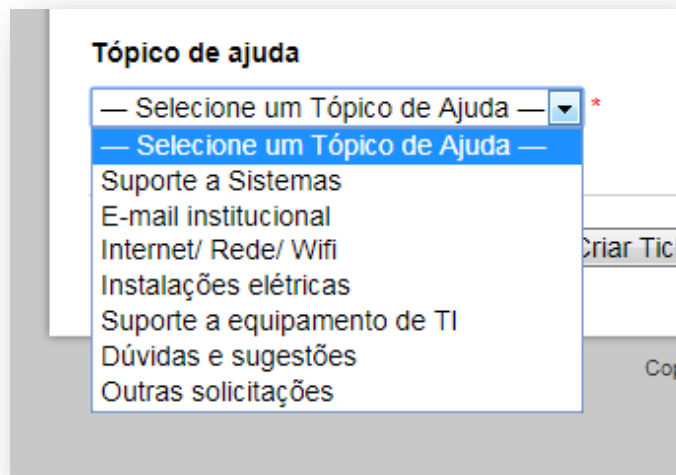 Tópico de ajuda
— Selecione um Tópico de Ajuda — *
— Selecione um Tópico de Ajuda —
Suporte a Sistemas
E-mail institucional
Internet/ Rede/ Wifi
Criar Tic
Instalações elétricas
Suporte a equipamento de TI
Dúvidas e sugestões
Cop
Outras solicitações